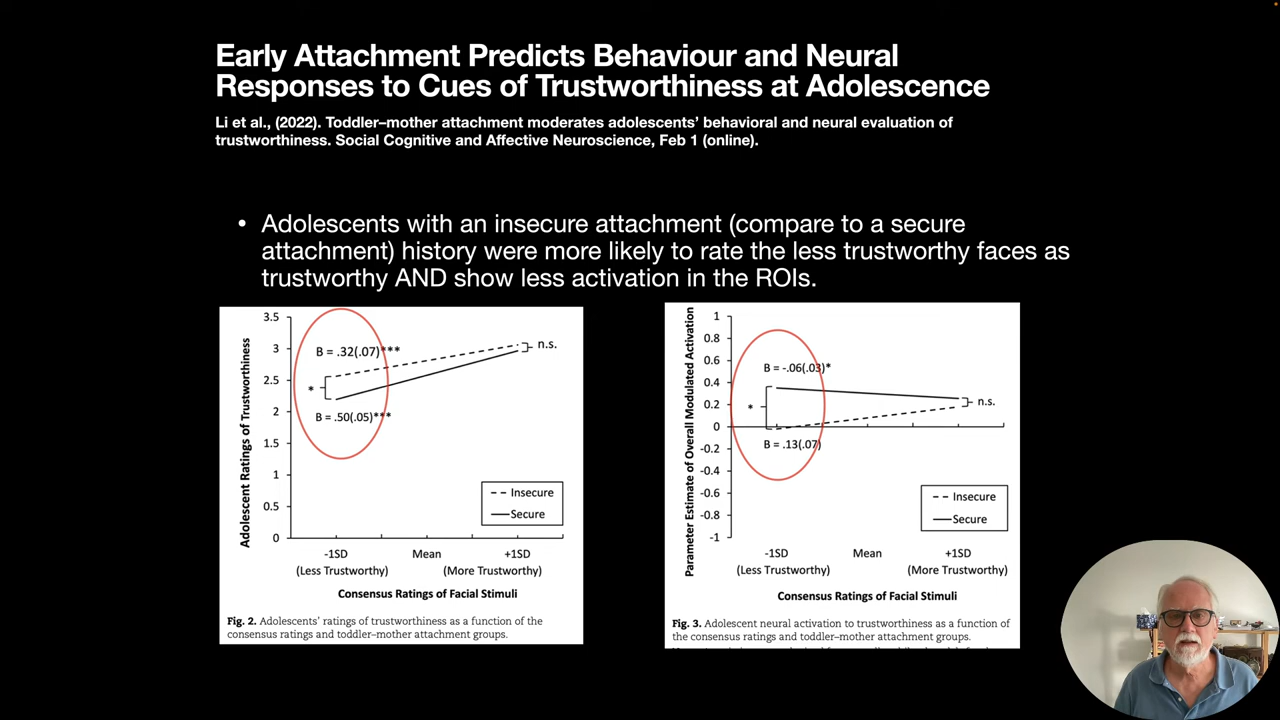 Early Attachment Predicts Behaviour and Neural
Responses to Cues of Trustworthiness at Adolescence
Li et al., (2022). Toddler–mother attachment moderates adolescents' behavioral and neural evaluation of
trustworthiness. Social Cognitive and Affective Neuroscience, Feb 1 (online).
• Adolescents with an insecure attachment (compare to a secure
attachment) history were more likely to rate the less trustworthy faces as
trustworthy AND show less activation in the ROIs.
Adolescent Ratings of Trustworthiness
3.5
3
2.5
2
1.5
1
0.5
0
B = .32(.07)***
*
B = .50(.05)***
n.s.
Insecure
Secure
-1SD
(Less Trustworthy)
Mean
+1SD
(More Trustworthy)
Consensus Ratings of Facial Stimuli
Fig. 2. Adolescents' ratings of trustworthiness as a function of the
consensus ratings and toddler–mother attachment groups.
Parameter Estimate of Overall Modulated Activation
1
0.8
0.6
0.4
0.2
0
-0.2
-0.4
-0.6
-0.8
-1
B = -.06(.03)*
*
B = .13(.07)
n.s.
Insecure
Secure
-1SD
(Less Trustworthy)
Mean
+1SD
(More Trustworthy)
Consensus Ratings of Facial Stimuli
Fig. 3. Adolescent neural activation to trustworthiness as a function of
the consensus ratings and toddler–mother attachment groups.